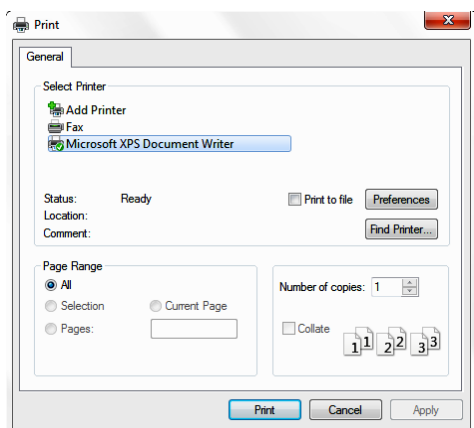 Print
General
Select Printer
Add Printer
Fax
Microsoft XPS Document Writer
Status: Ready
Print to file
Preferences
Location:
Comment:
Find Printer...
Page Range
All
Selection
Current Page
Pages:
Number of copies: 1
Collate
1 1 2 2 3 3
Print
Cancel
Apply